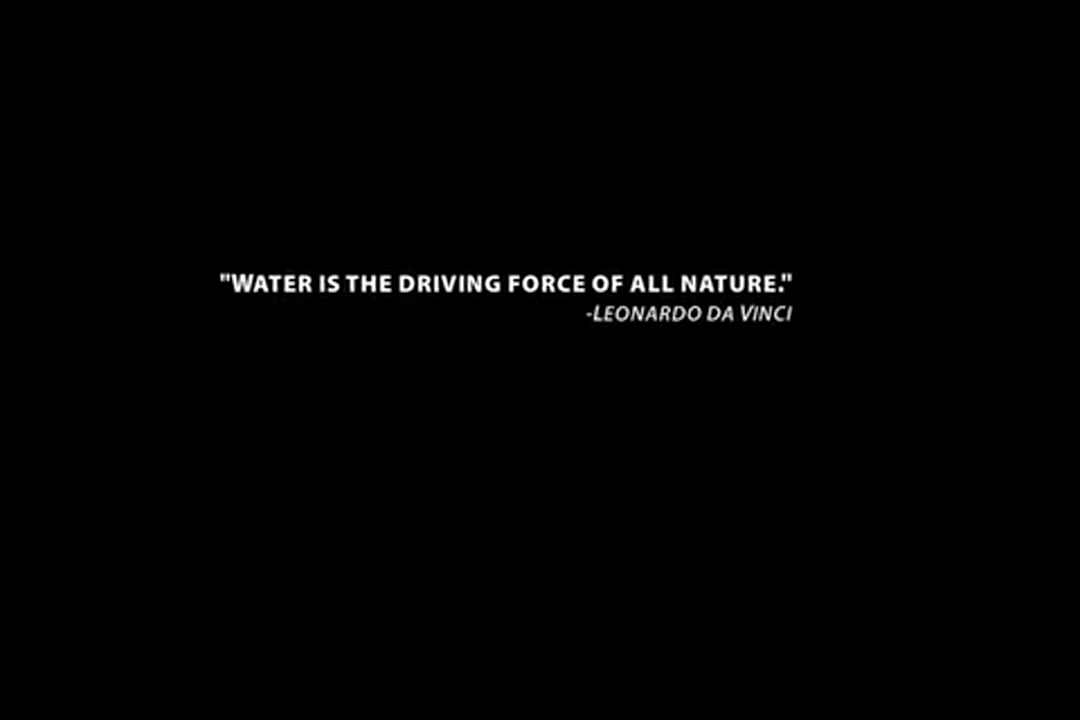 "WATER IS THE DRIVING FORCE OF ALL NATURE."
-LEONARDO DA VINCI